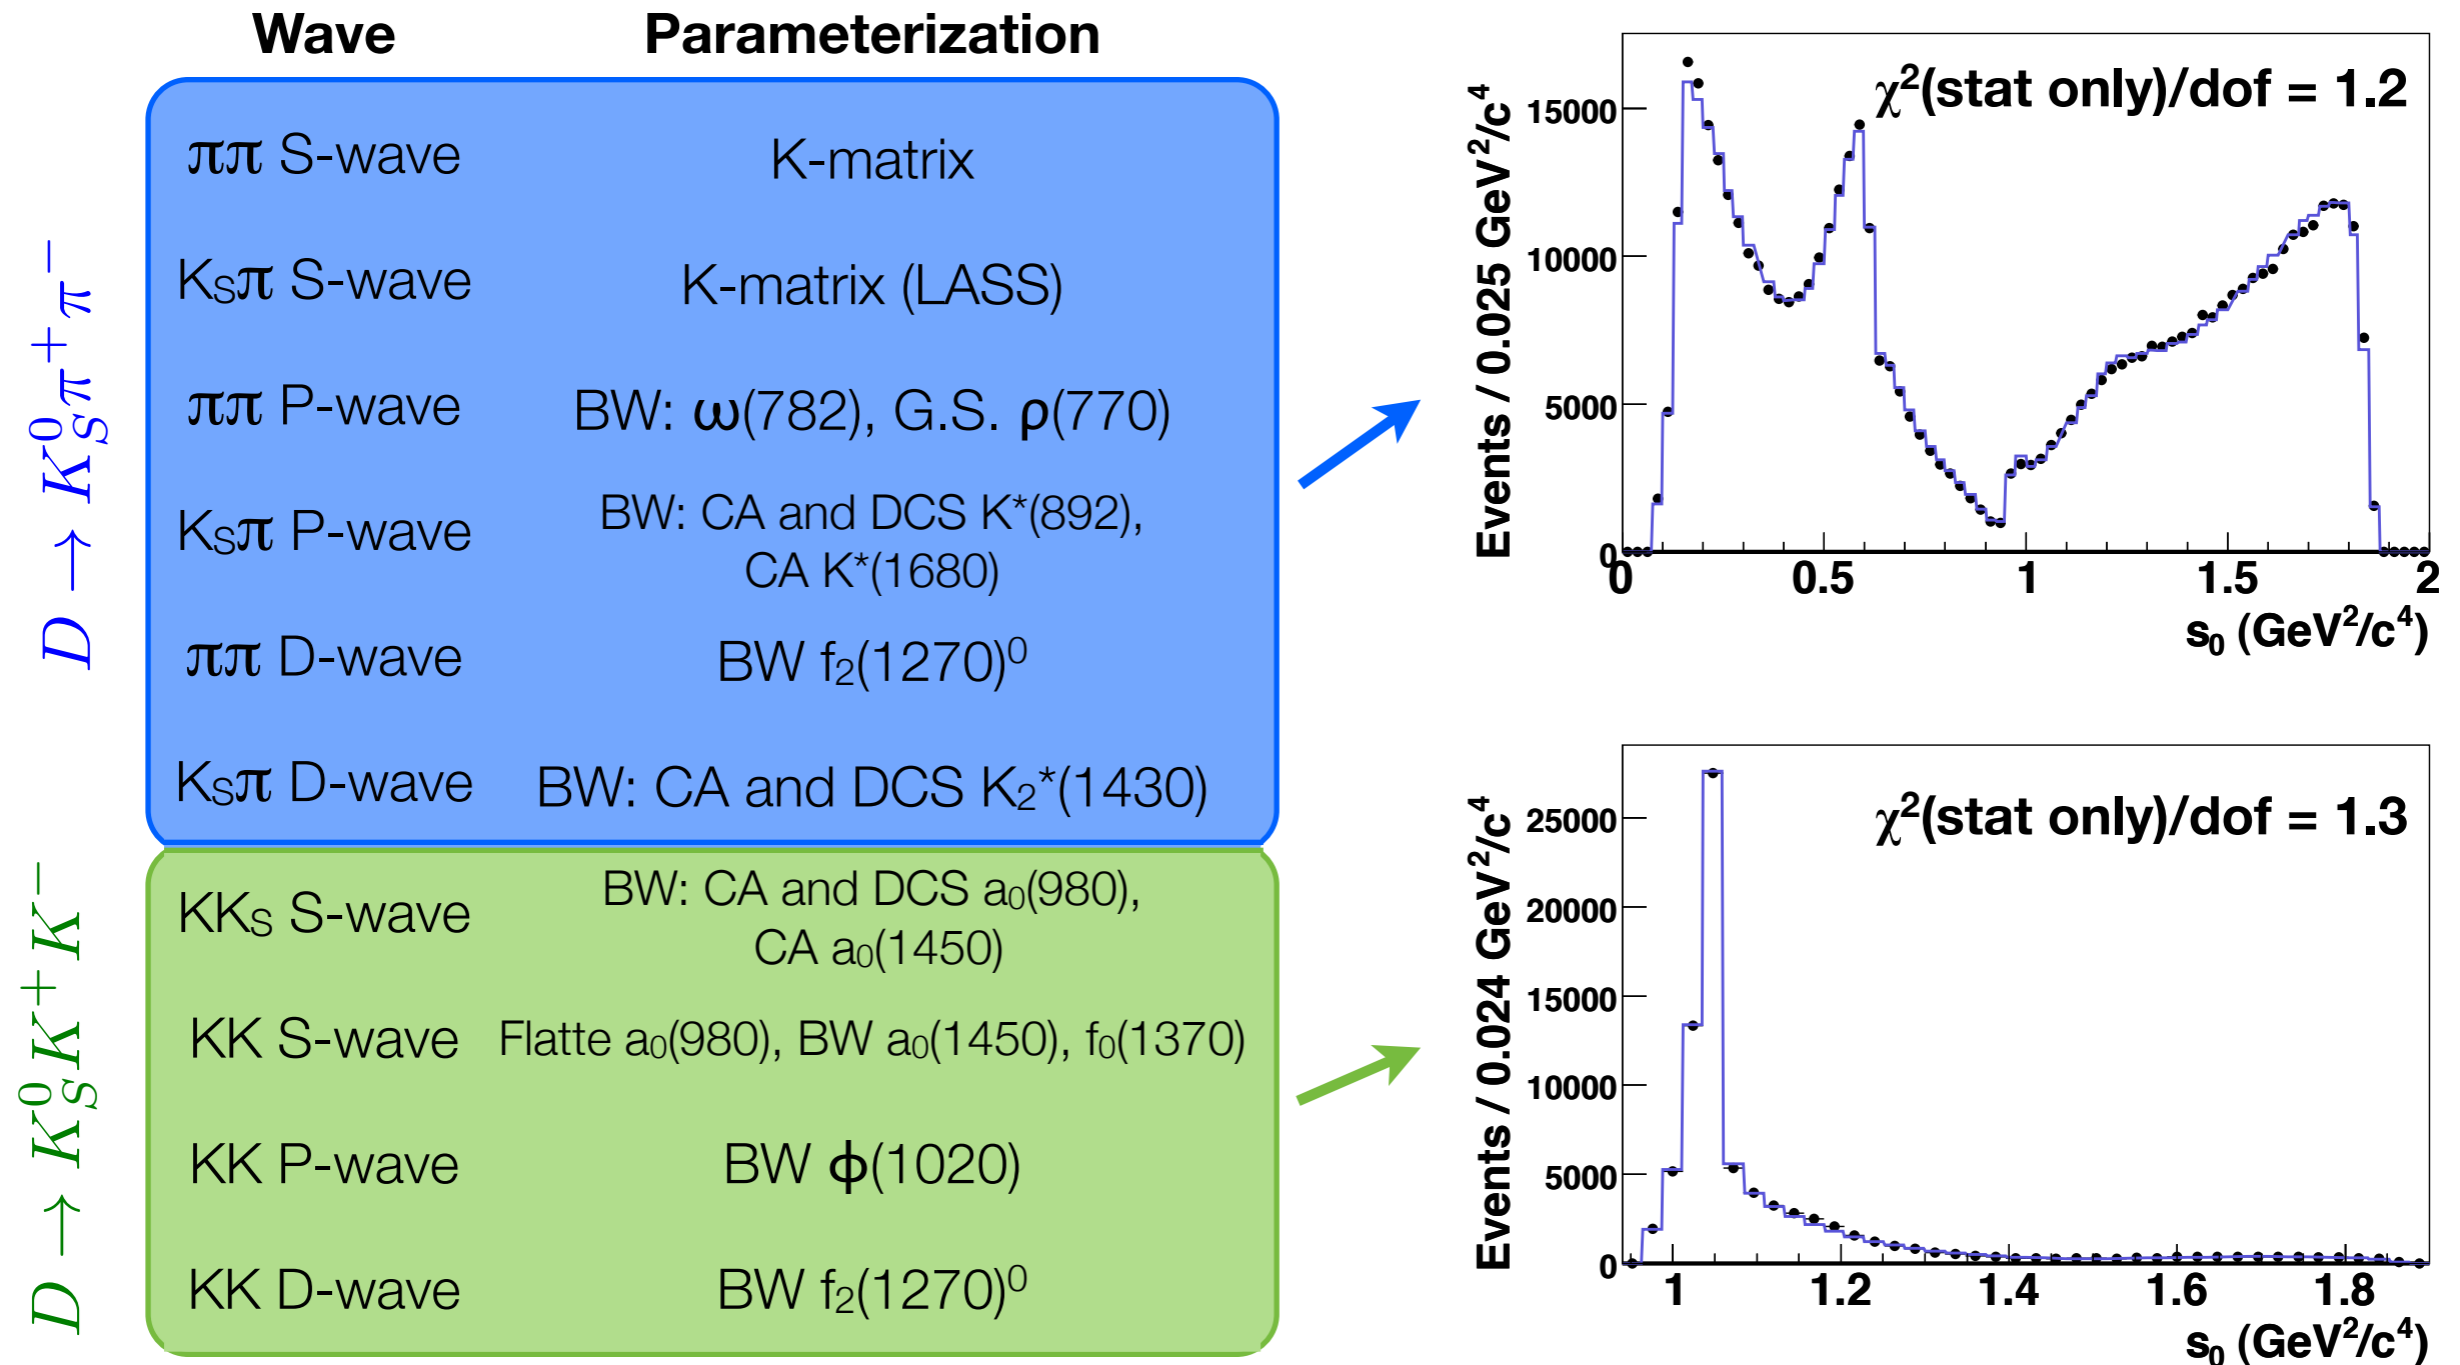 Wave Parameterization
D → K⁰_S π⁺ π⁻
ππ S-wave K-matrix
K_Sπ S-wave K-matrix (LASS)
ππ P-wave BW: ω(782), G.S. ρ(770)
K_Sπ P-wave BW: CA and DCS K*(892),
CA K*(1680)
ππ D-wave BW f₂(1270)⁰
K_Sπ D-wave BW: CA and DCS K₂*(1430)
D → K⁰_S K⁺ K⁻
KK_S S-wave BW: CA and DCS a₀(980),
CA a₀(1450)
KK S-wave Flatte a₀(980), BW a₀(1450), f₀(1370)
KK P-wave BW ϕ(1020)
KK D-wave BW f₂(1270)⁰
χ²(stat only)/dof = 1.2
Events / 0.025 GeV²/c⁴
15000
10000
5000
0
0 0.5 1 1.5 2
s₀ (GeV²/c⁴)
χ²(stat only)/dof = 1.3
Events / 0.024 GeV²/c⁴
25000
20000
15000
10000
5000
0
1 1.2 1.4 1.6 1.8
s₀ (GeV²/c⁴)